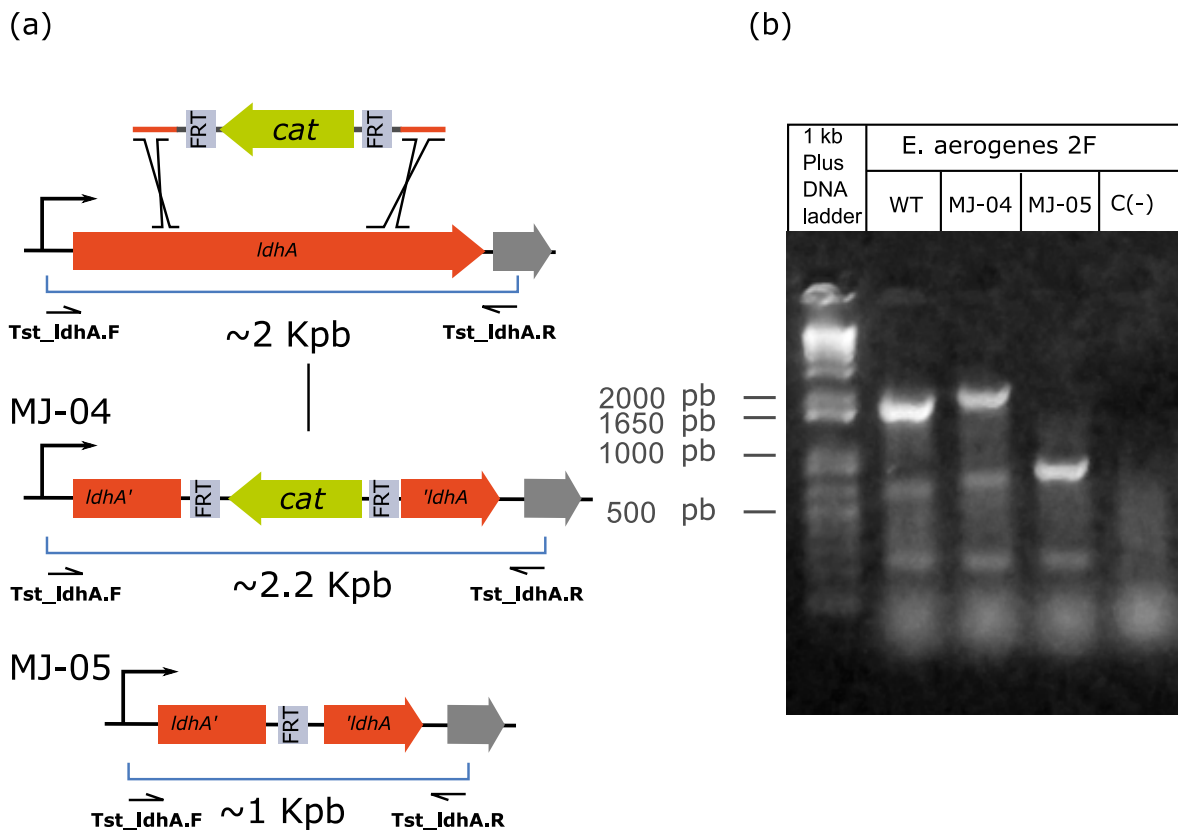 (a)
(b)
FRT
cat
FRT
ldhA
Tst_ldhA.F
~2 Kpb
Tst_ldhA.R
MJ-04
ldhA'
FRT
cat
FRT
'ldhA
Tst_ldhA.F
~2.2 Kpb
Tst_ldhA.R
MJ-05
ldhA'
FRT
'ldhA
Tst_ldhA.F
~1 Kpb
Tst_ldhA.R
1 kb
Plus
DNA
ladder
E. aerogenes 2F
WT
MJ-04
MJ-05
C(-)
2000 pb
1650 pb
1000 pb
500 pb